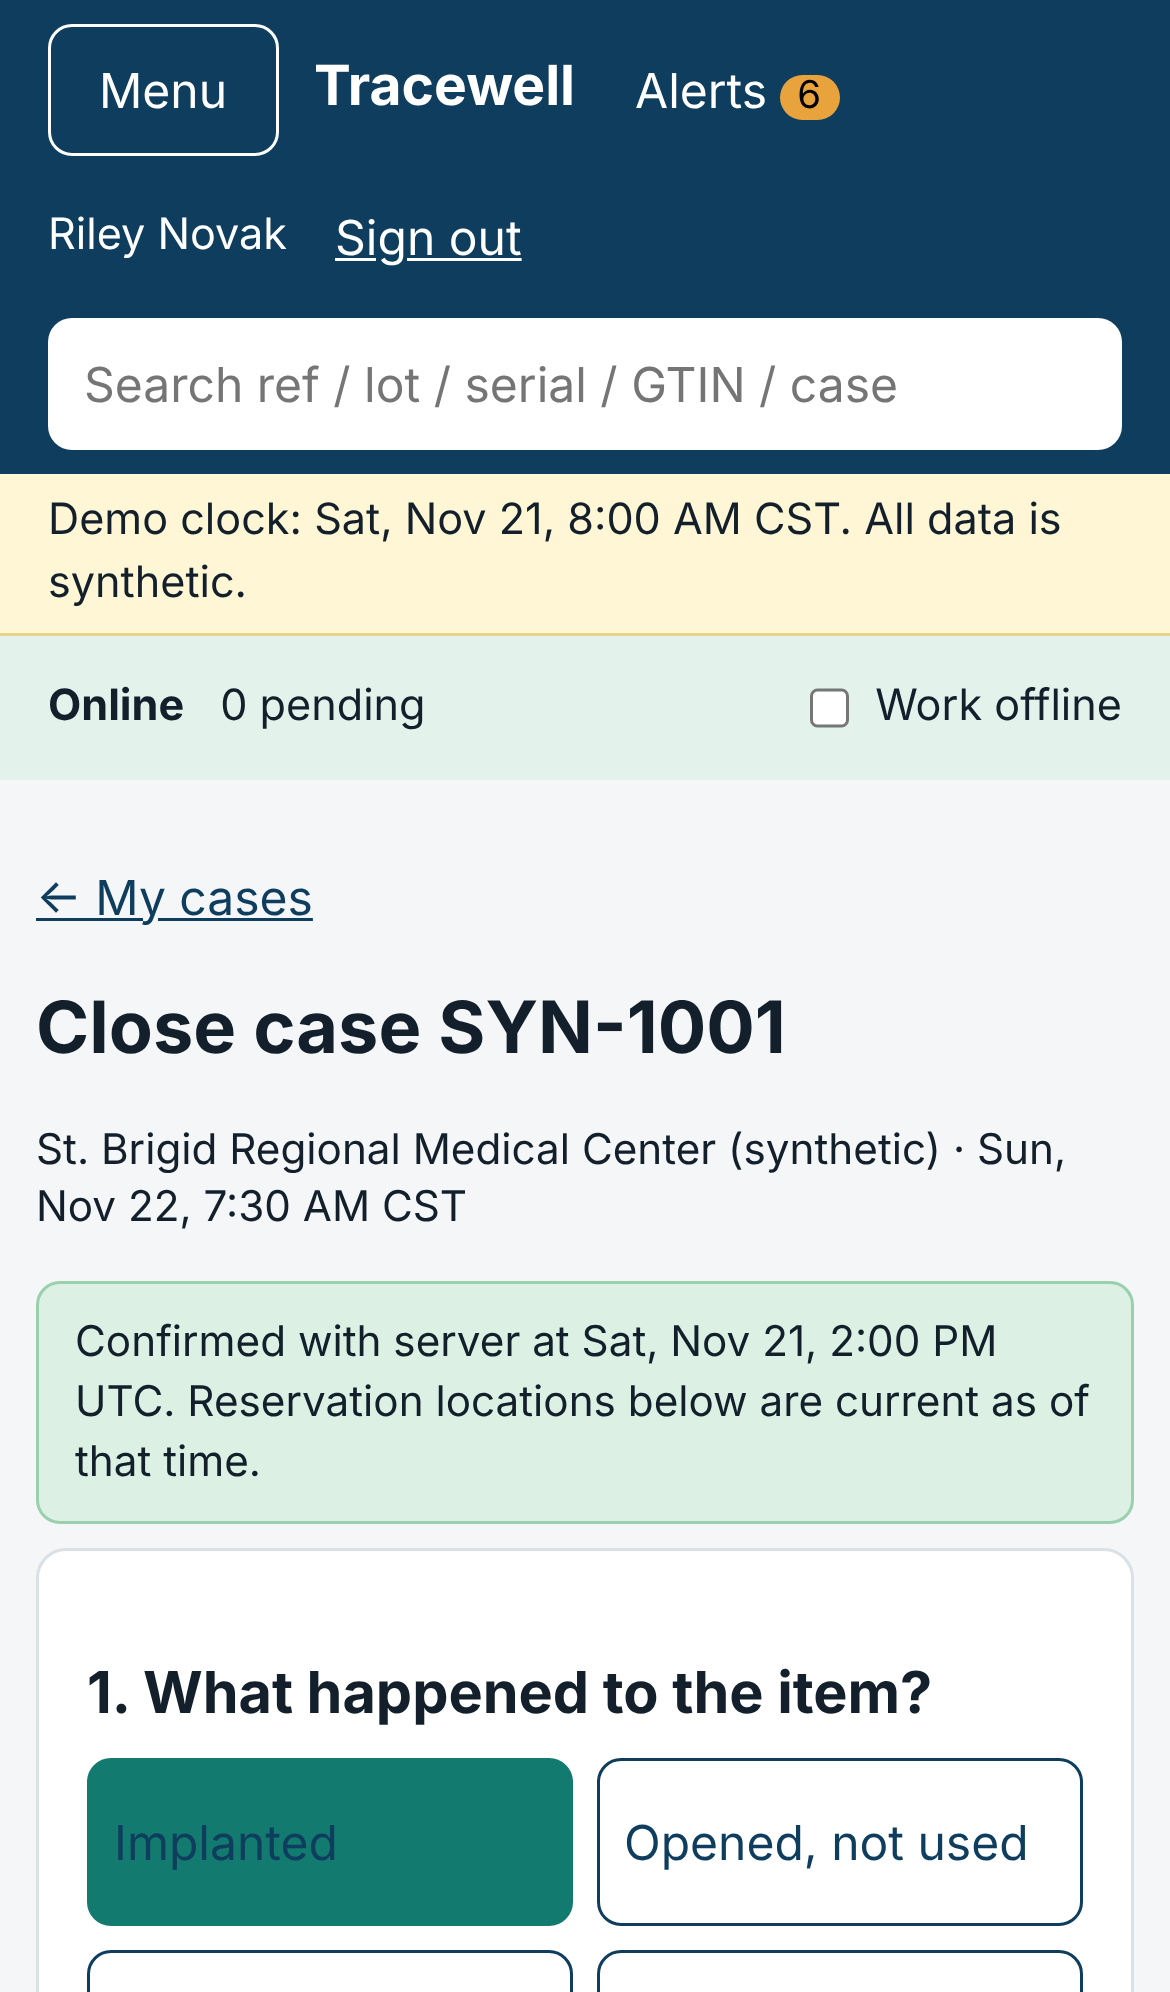 Menu Tracewell Alerts 6
Riley Novak Sign out
Search ref / lot / serial / GTIN / case
Demo clock: Sat, Nov 21, 8:00 AM CST. All data is
synthetic.
Online 0 pending Work offline
← My cases
Close case SYN-1001
St. Brigid Regional Medical Center (synthetic) · Sun,
Nov 22, 7:30 AM CST
Confirmed with server at Sat, Nov 21, 2:00 PM
UTC. Reservation locations below are current as of
that time.
1. What happened to the item?
Implanted Opened, not used